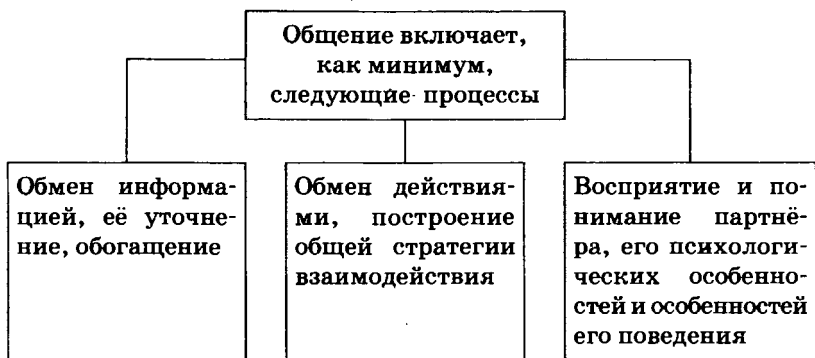 Общение включает,
как минимум,
следующие процессы
Обмен информа-
цией, её уточне-
ние, обогащение
Обмен действия-
ми, построение
общей стратегии
взаимодействия
Восприятие и по-
нимание партнё-
ра, его психологи-
ческих особенно-
стей и особенностей
его поведения